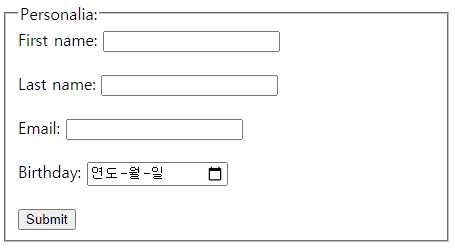 Personalia:
First name:
Last name:
Email:
Birthday: 연도-월-일
Submit